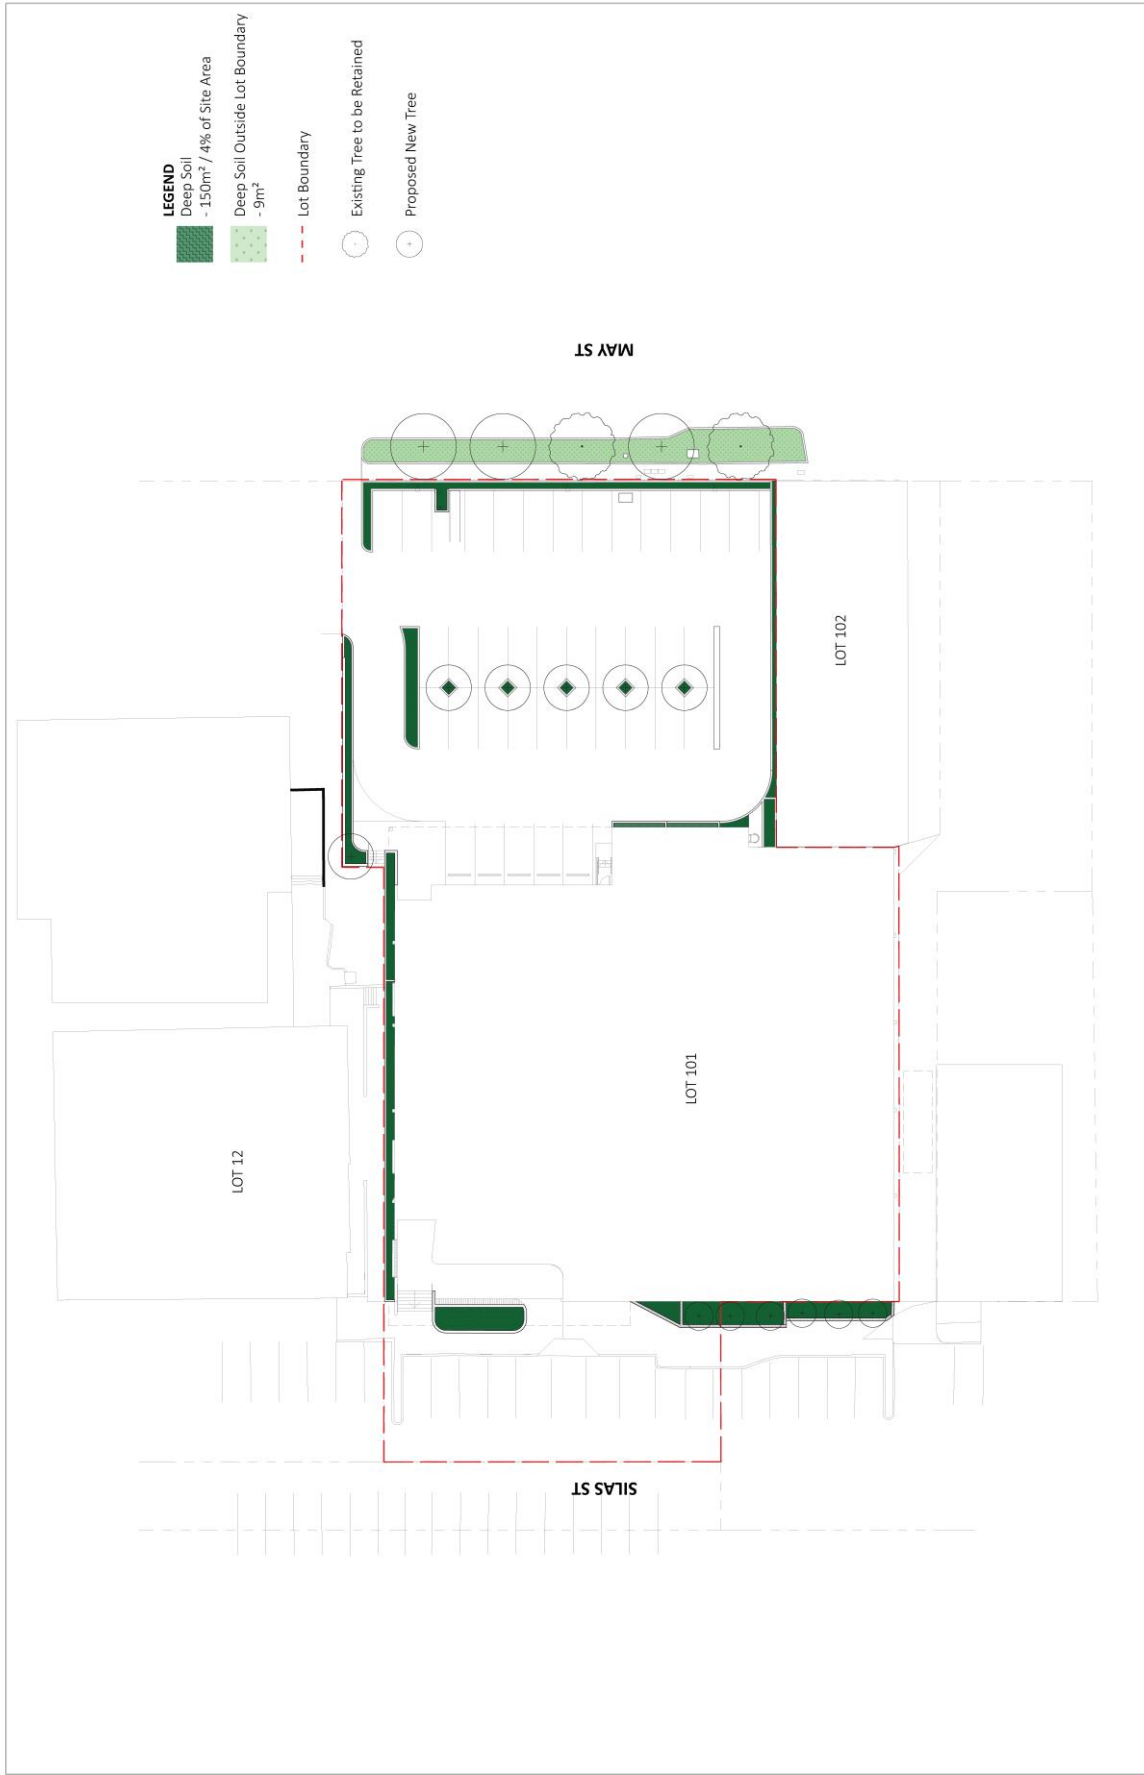 LEGEND
Deep Soil
- 150m² / 4% of Site Area
Deep Soil Outside Lot Boundary
- 9m²
Lot Boundary
Existing Tree to be Retained
Proposed New Tree
MAY ST
LOT 102
LOT 101
LOT 12
SILAS ST